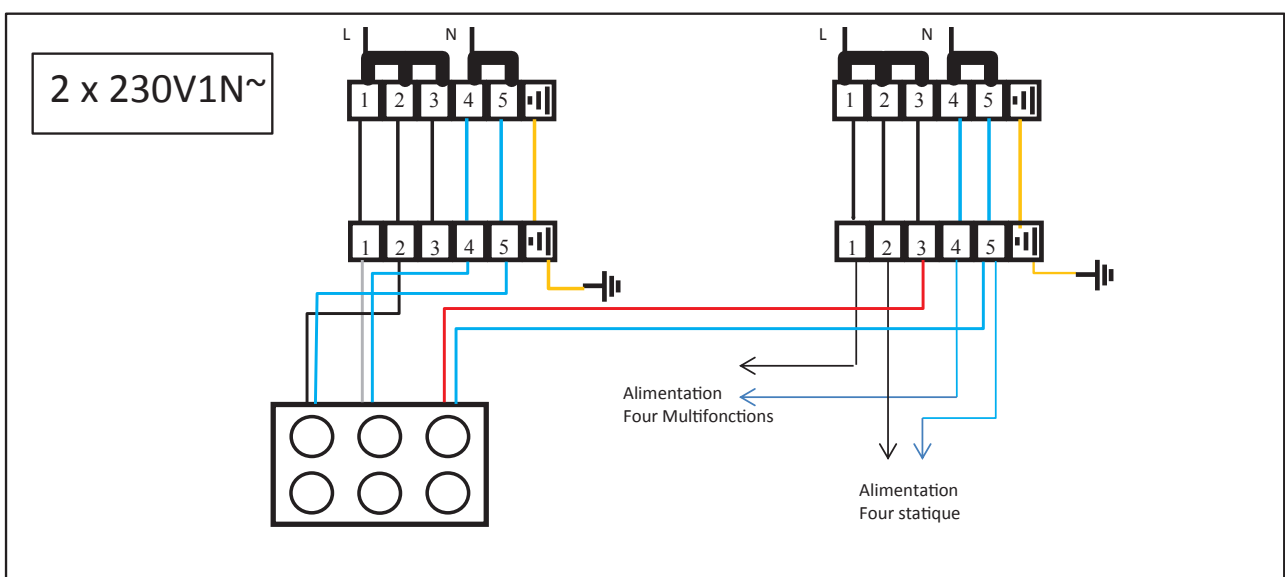 2 x 230V1N~
L N
1 2 3 4 5
1 2 3 4 5
L N
1 2 3 4 5
1 2 3 4 5
Alimentation
Four Multifonctions
Alimentation
Four statique